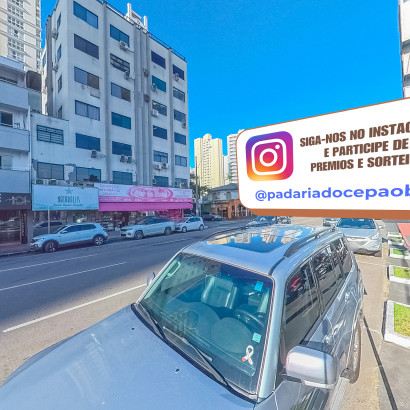 SIGA-NOS NO INSTAG
E PARTICIPE DE
PREMIOS E SORTE
@padariadocepaob